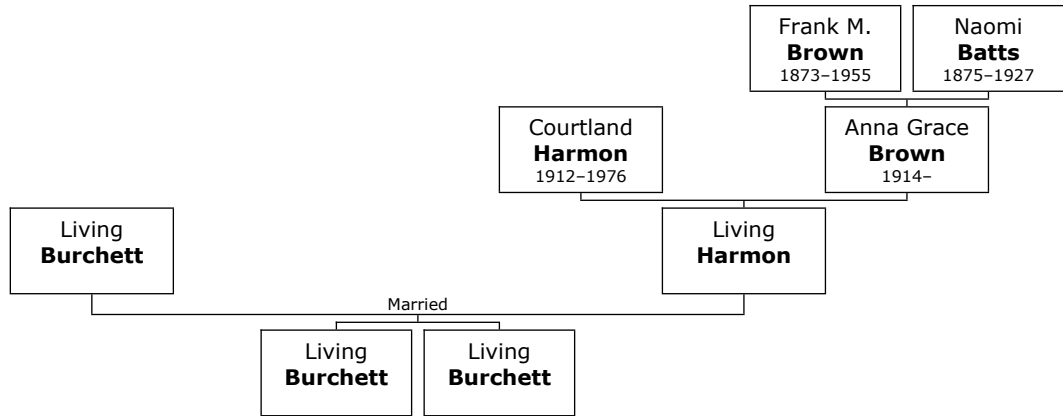 Frank M.
Brown
1873–1955
Naomi
Batts
1875–1927
Courtland
Harmon
1912–1976
Anna Grace
Brown
1914–
Living
Burchett
Living
Harmon
Married
Living
Burchett
Living
Burchett